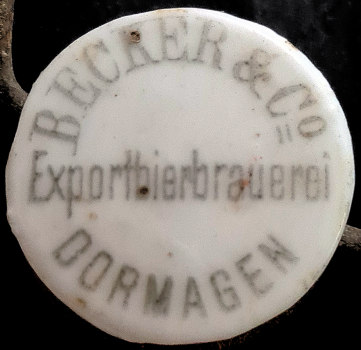 BECKER & Co
Exportbierbrauerei
DORMAGEN